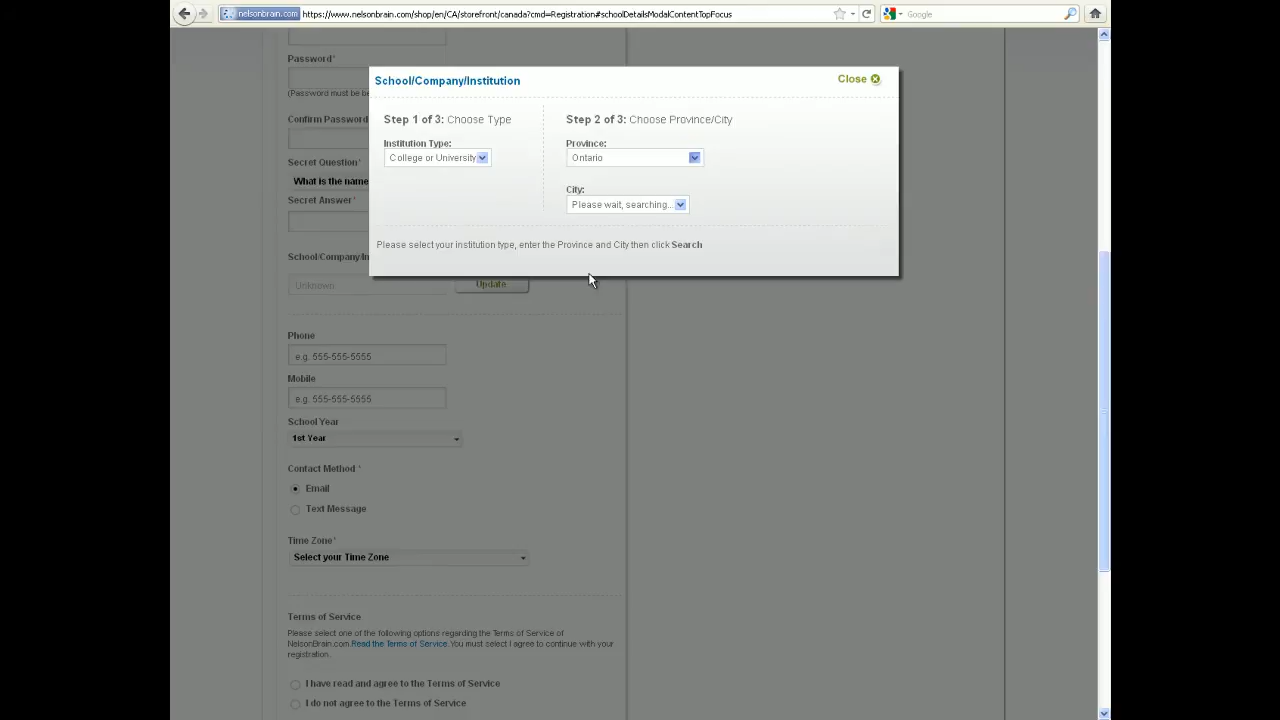 nelsonbrain.com https://www.nelsonbrain.com/shop/en/CA/storefront/canada?cmd=Registration#schoolDetailsModalContentTopFocus Google
Password*
(Password must be be
Confirm Password
Secret Question*
What is the name
Secret Answer*
School/Company/In
Unknown
Update
School/Company/Institution
Close
Step 1 of 3: Choose Type
Institution Type:
College or University
Step 2 of 3: Choose Province/City
Province:
Ontario
City:
Please wait, searching...
Please select your institution type, enter the Province and City then click Search
Phone
e.g. 555-555-5555
Mobile
e.g. 555-555-5555
School Year
1st Year
Contact Method *
Email
Text Message
Time Zone*
Select your Time Zone
Terms of Service
Please select one of the following options regarding the Terms of Service of
NelsonBrain.com.Read the Terms of Service.You must select I agree to continue with your
registration.
I have read and agree to the Terms of Service
I do not agree to the Terms of Service